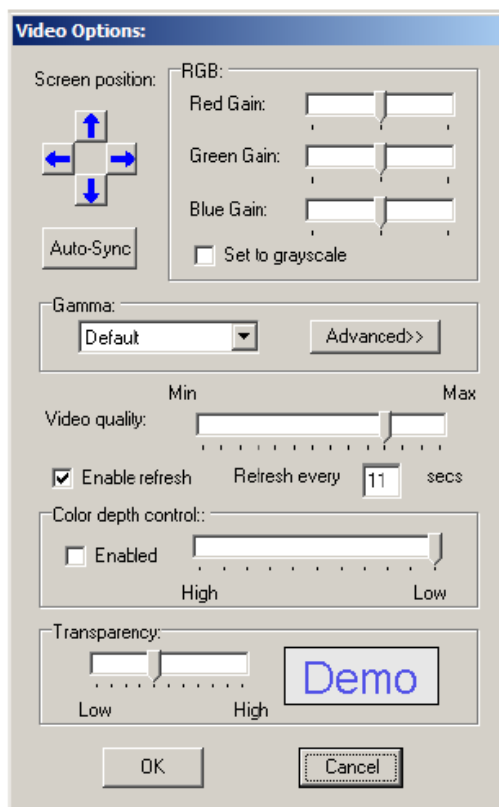 Video Options:
Screen position:
RGB:
Red Gain:
Green Gain:
Blue Gain:
Auto-Sync
Set to grayscale
Gamma:
Default
Advanced>>
Min Max
Video quality:
Enable refresh Refresh every 11 secs
Color depth control::
Enabled
High Low
Transparency:
Demo
Low High
OK Cancel